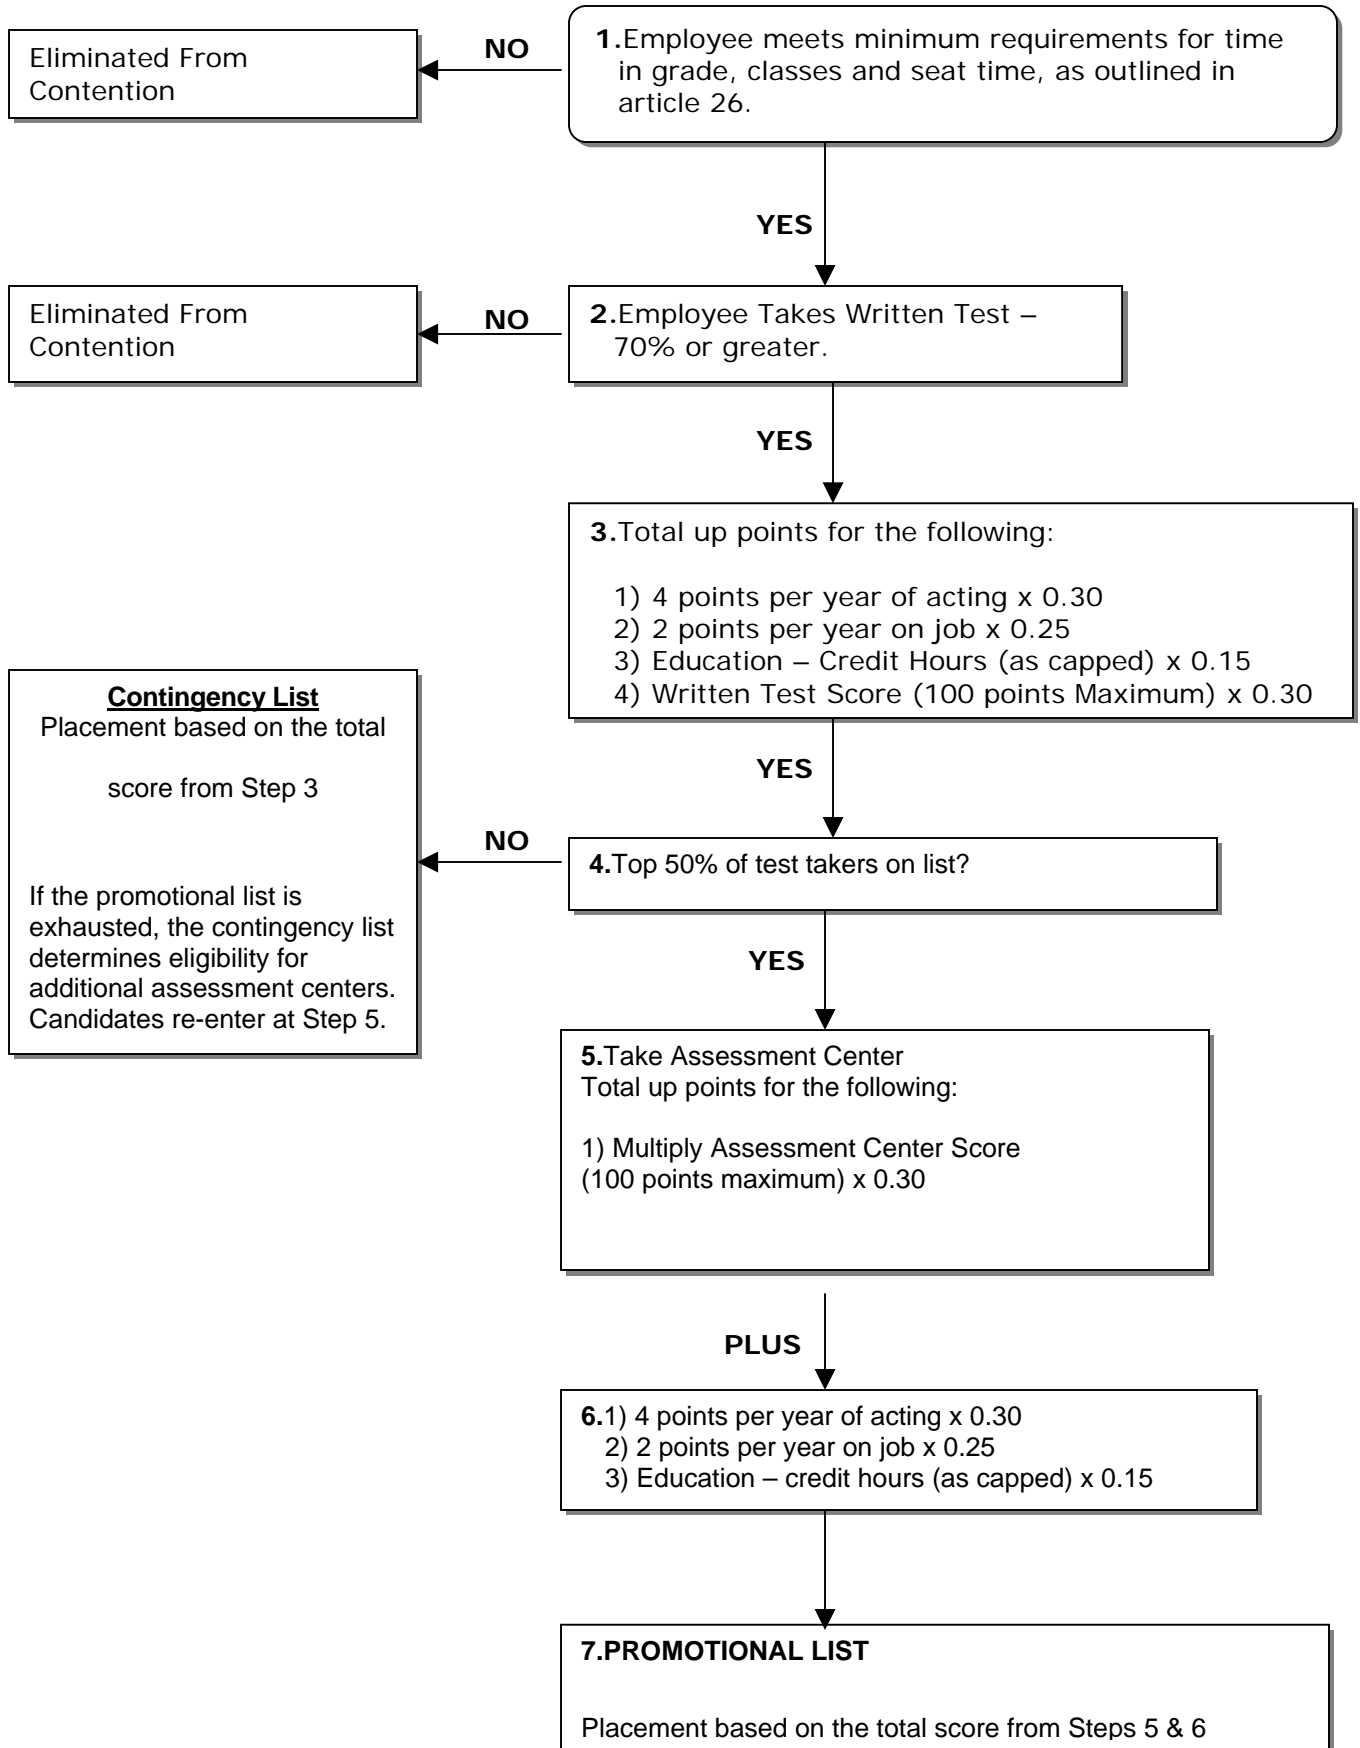 Eliminated From
Contention
NO
1.Employee meets minimum requirements for time
in grade, classes and seat time, as outlined in
article 26.
YES
Eliminated From
Contention
NO
2.Employee Takes Written Test –
70% or greater.
YES
3.Total up points for the following:
1) 4 points per year of acting x 0.30
2) 2 points per year on job x 0.25
3) Education – Credit Hours (as capped) x 0.15
4) Written Test Score (100 points Maximum) x 0.30
YES
Contingency List
Placement based on the total
score from Step 3
If the promotional list is
exhausted, the contingency list
determines eligibility for
additional assessment centers.
Candidates re-enter at Step 5.
NO
4.Top 50% of test takers on list?
YES
5.Take Assessment Center
Total up points for the following:
1) Multiply Assessment Center Score
(100 points maximum) x 0.30
PLUS
6.1) 4 points per year of acting x 0.30
2) 2 points per year on job x 0.25
3) Education – credit hours (as capped) x 0.15
7.PROMOTIONAL LIST
Placement based on the total score from Steps 5 & 6